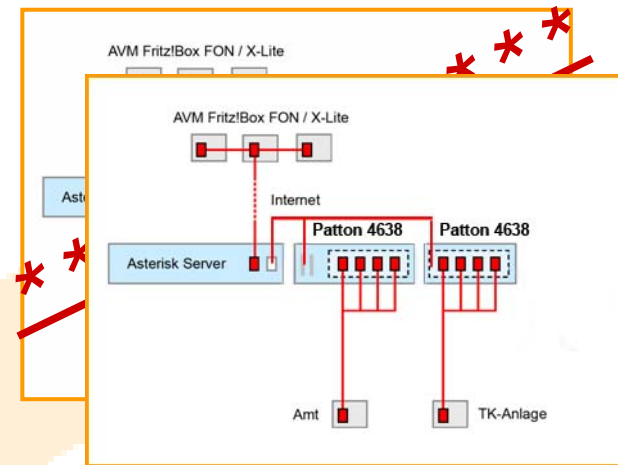 AVM Fritz!Box FON / X-Lite
AVM Fritz!Box FON / X-Lite
Internet
Patton 4638 Patton 4638
Asterisk Server
Amt
TK-Anlage